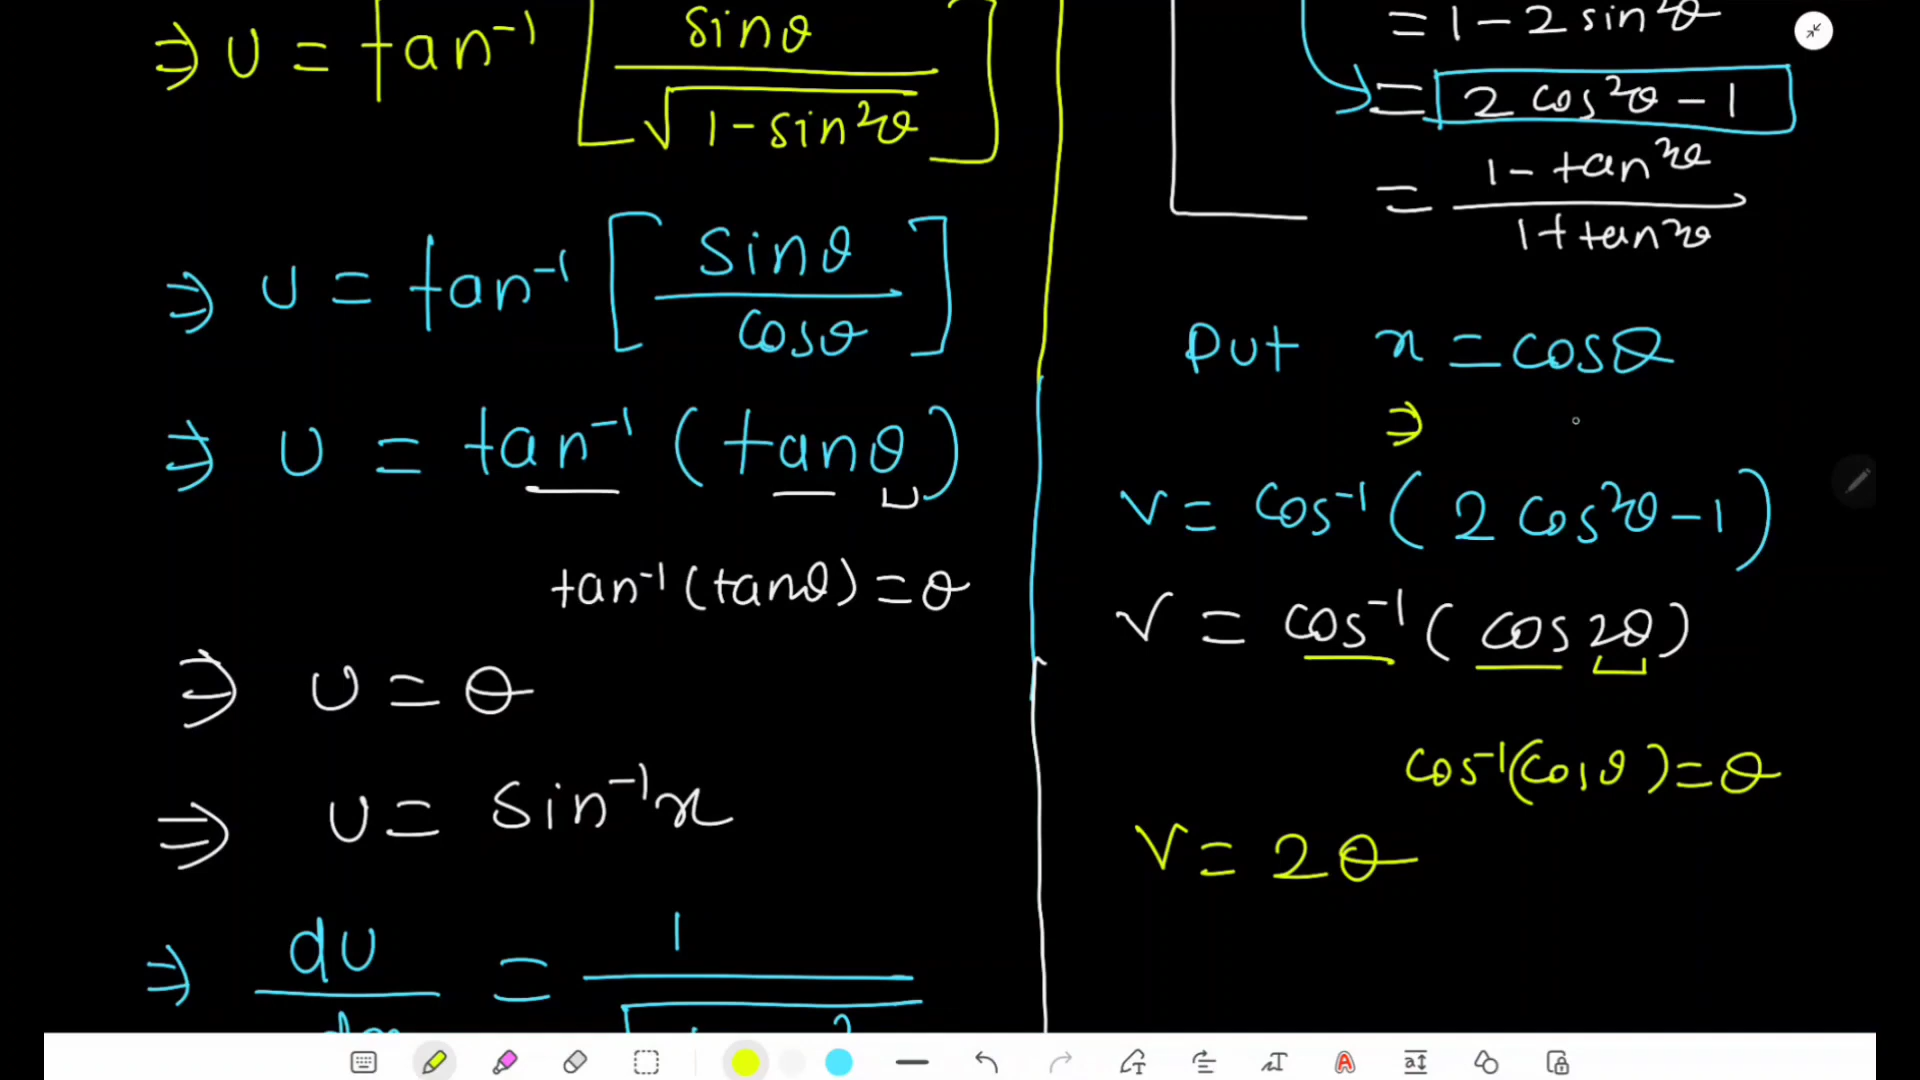 ⇒ U = tan⁻¹ [ sinθ / √(1-sin²θ) ]
⇒ U = tan⁻¹ [ sinθ / cosθ ]
⇒ U = tan⁻¹ (tanθ)
tan⁻¹(tanθ) = θ
⇒ U = θ
⇒ U = sin⁻¹x
⇒ du/dx = 1
= 1 - 2 sin²θ
= 2 cos²θ - 1
= 1 - tan²θ / 1 + tan²θ
Put x = cosθ
⇒
V = cos⁻¹ (2 cos²θ - 1)
V = cos⁻¹ (cos 2θ)
cos⁻¹(cosθ) = θ
V = 2θ